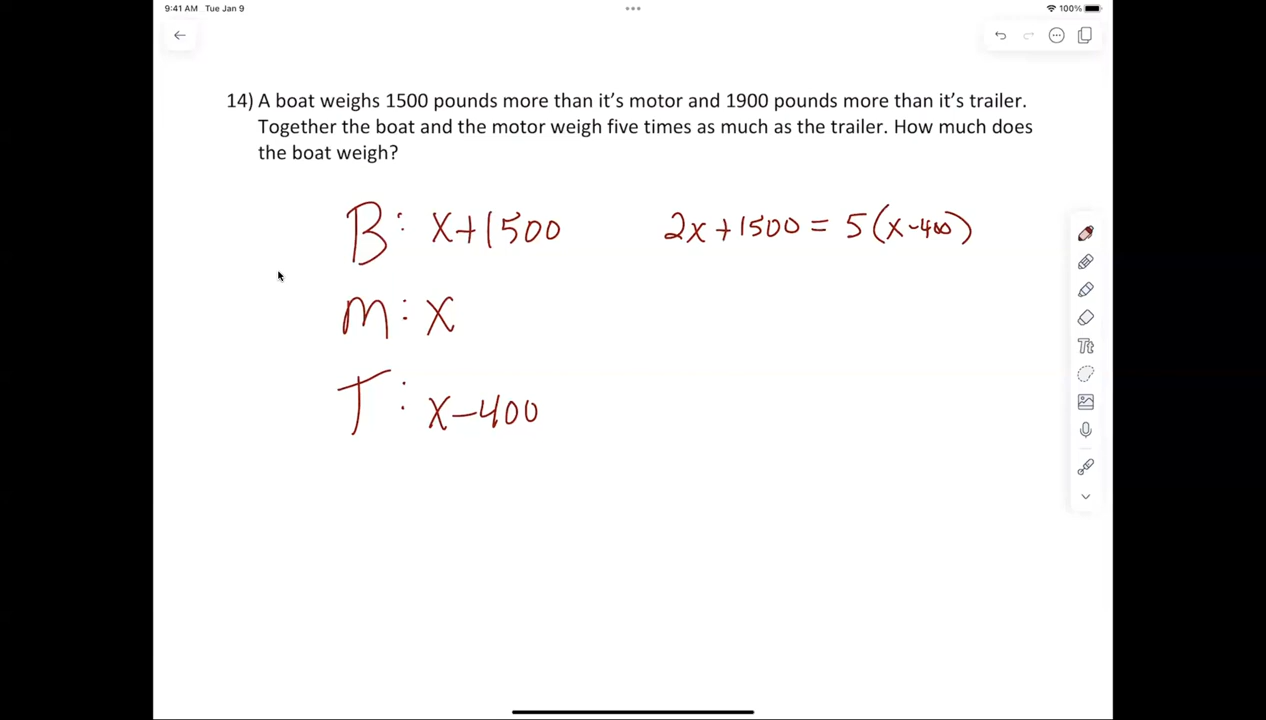 9:41 AM Tue Jan 9
100%
14) A boat weighs 1500 pounds more than it's motor and 1900 pounds more than it's trailer.
Together the boat and the motor weigh five times as much as the trailer. How much does
the boat weigh?
B: x+1500 2x+1500 = 5(x-400)
M: x
T: x-400
Tt